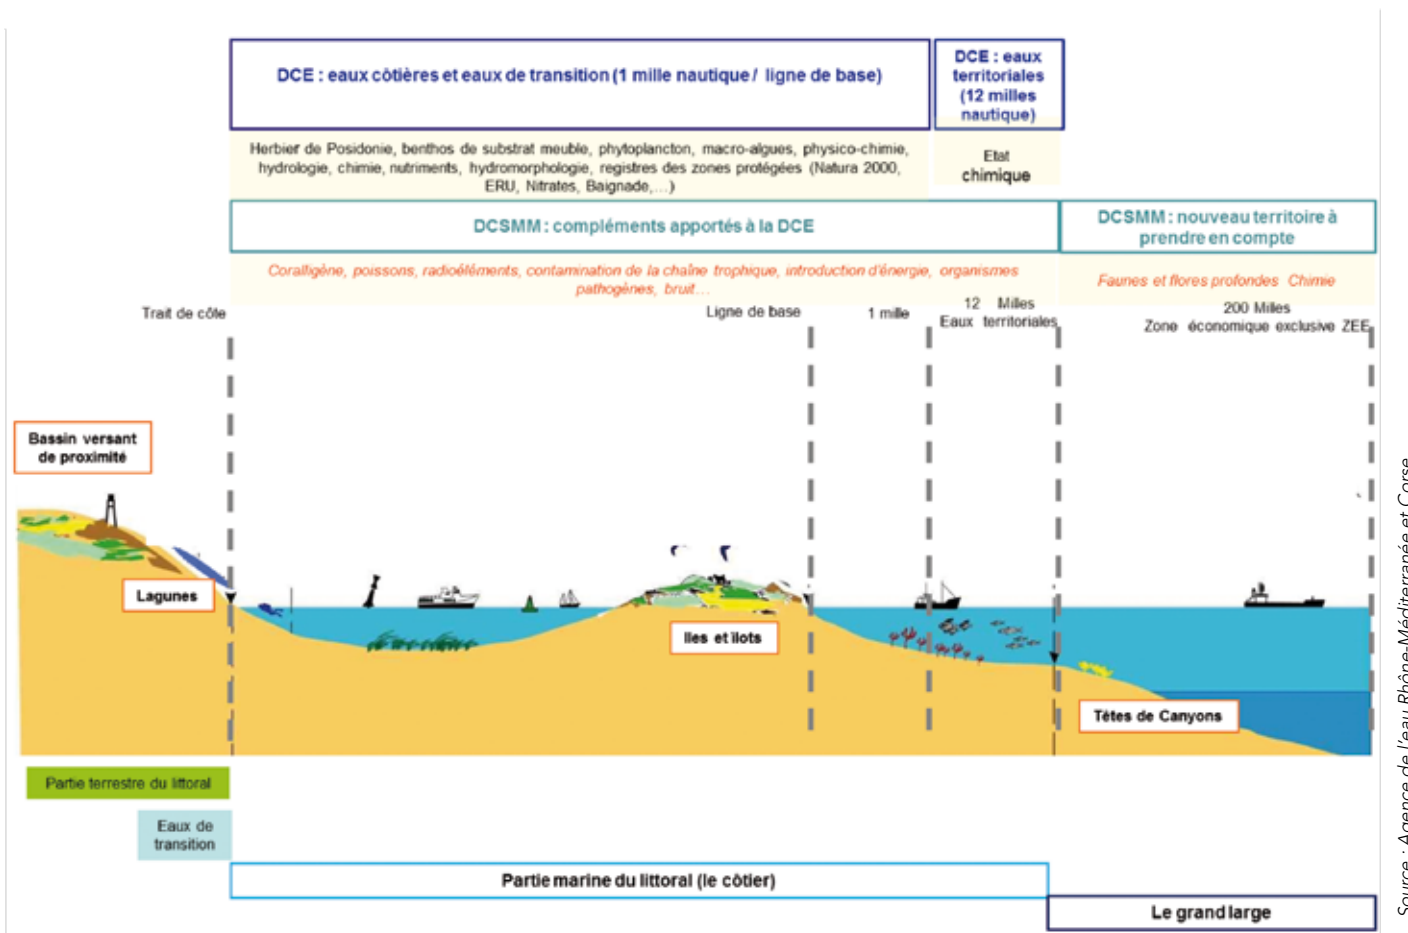 DCE : eaux côtières et eaux de transition (1 mille nautique / ligne de base)
DCE : eaux
territoriales
(12 milles
nautique)
Herbier de Posidonie, benthos de substrat meuble, phytoplancton, macro-algues, physico-chimie,
hydrologie, chimie, nutriments, hydromorphologie, registres des zones protégées (Natura 2000,
ERU, Nitrates, Baignade,...)
Etat
chimique
DCSMM : compléments apportés à la DCE
DCSMM : nouveau territoire à
prendre en compte
Coralligène, poissons, radioéléments, contamination de la chaîne trophique, introduction d'énergie, organismes
pathogènes, bruit...
Faunes et flores profondes Chimie
Trait de côte
Ligne de base
1 mille
12 Milles
Eaux territoriales
200 Milles
Zone économique exclusive ZEE
Bassin versant
de proximité
Lagunes
Iles et îlots
Têtes de Canyons
Partie terrestre du littoral
Eaux de
transition
Partie marine du littoral (le côtier)
Le grand large
Source : Agence de l'eau Rhône-Méditerranée et Corse